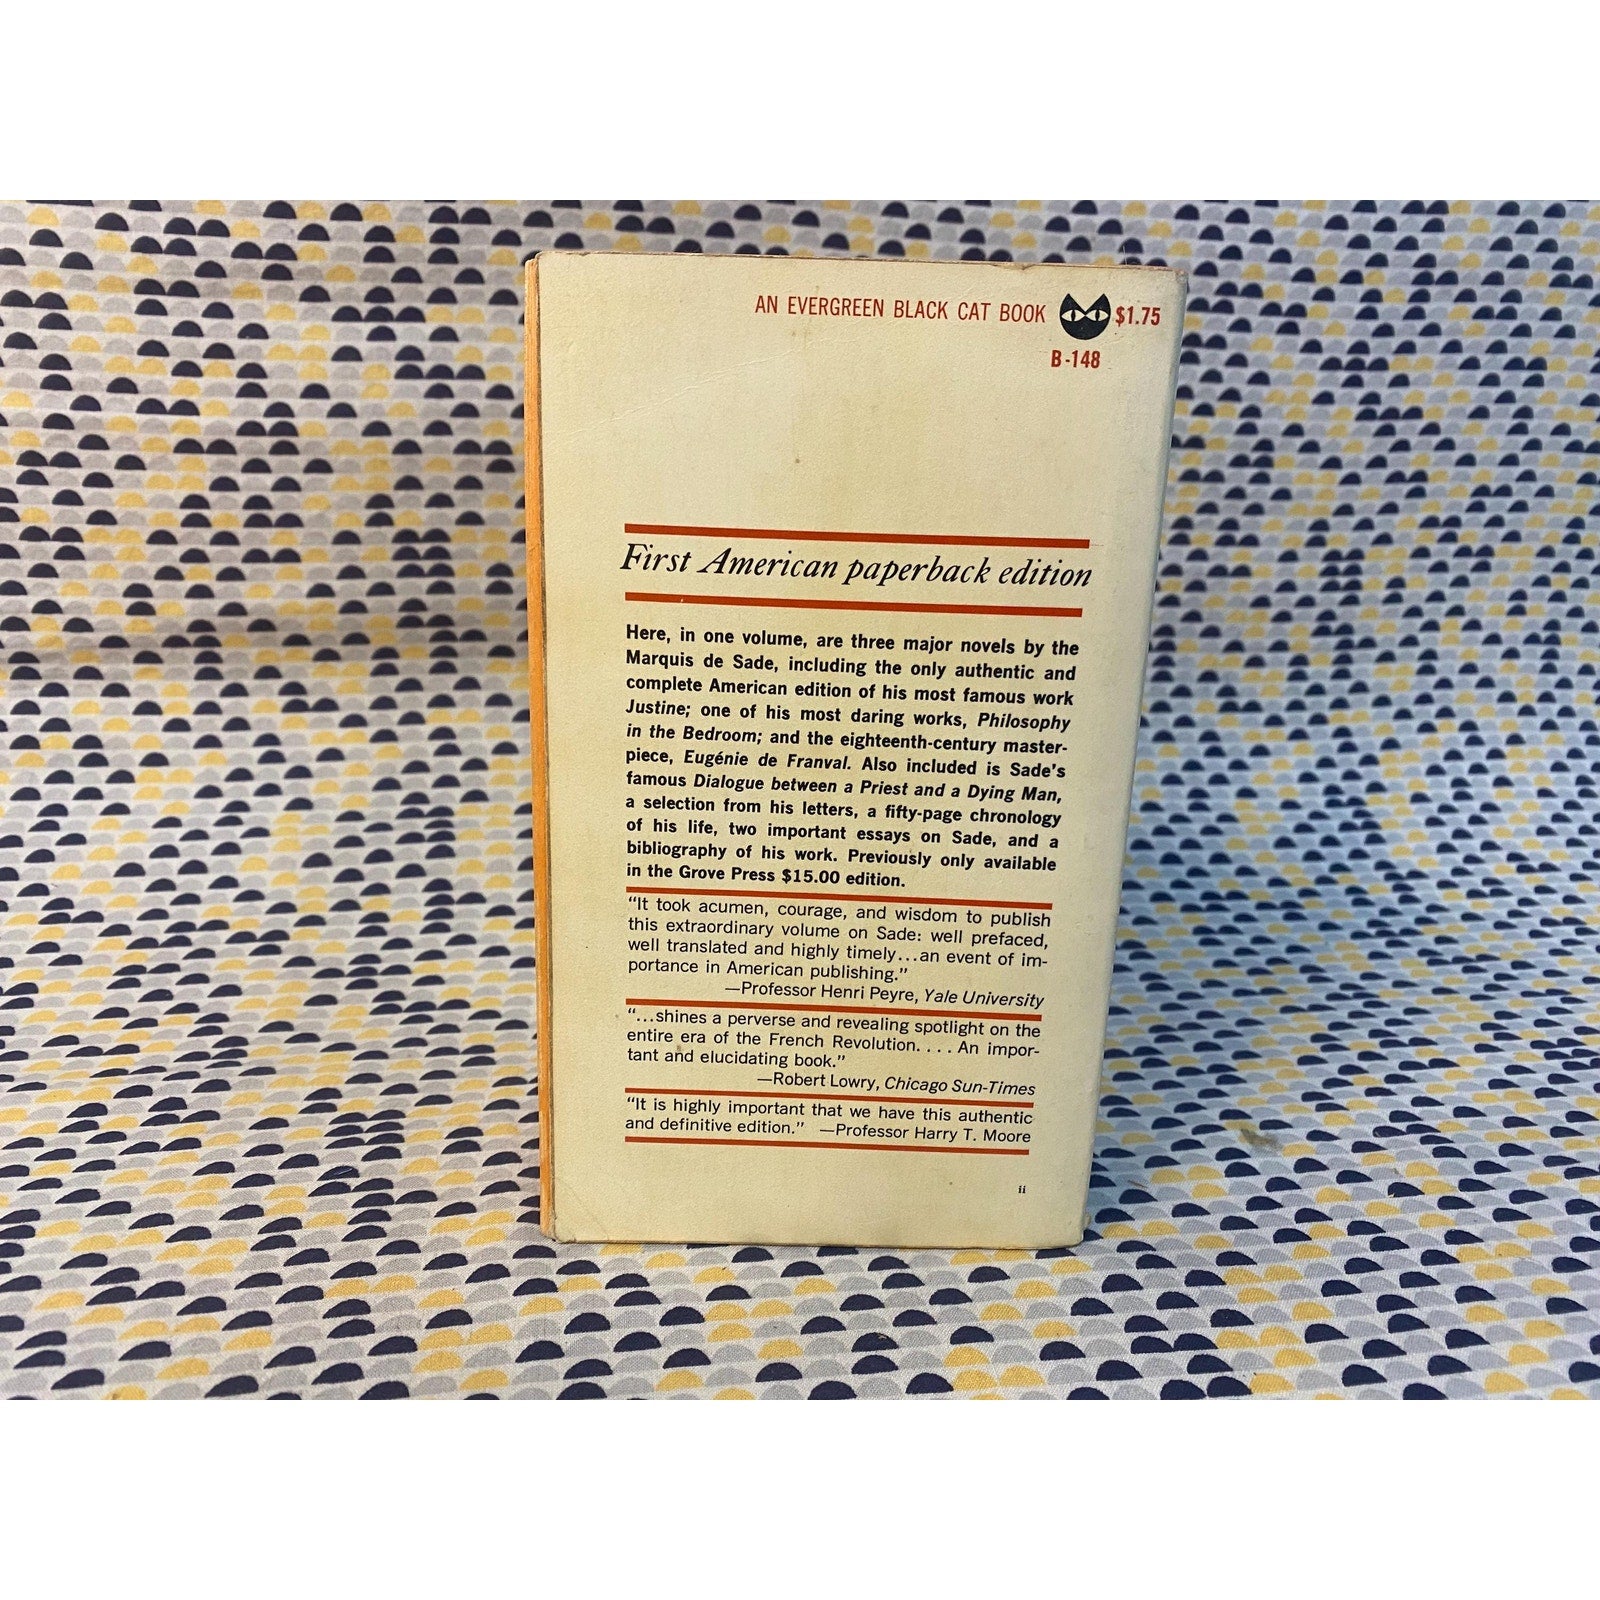 AN EVERGREEN BLACK CAT BOOK $1.75
B-148
First American paperback edition
Here, in one volume, are three major novels by the
Marquis de Sade, including the only authentic and
complete American edition of his most famous work
Justine; one of his most daring works, Philosophy
in the Bedroom; and the eighteenth-century master-
piece, Eugénie de Franval. Also included is Sade's
famous Dialogue between a Priest and a Dying Man,
a selection from his letters, a fifty-page chronology
of his life, two important essays on Sade, and a
bibliography of his work. Previously only available
in the Grove Press $15.00 edition.
“It took acumen, courage, and wisdom to publish
this extraordinary volume on Sade: well prefaced,
well translated and highly timely...an event of im-
portance in American publishing.”
—Professor Henri Peyre, Yale University
“...shines a perverse and revealing spotlight on the
entire era of the French Revolution.... An impor-
tant and elucidating book.”
—Robert Lowry, Chicago Sun-Times
“It is highly important that we have this authentic
and definitive edition.” —Professor Harry T. Moore
ii